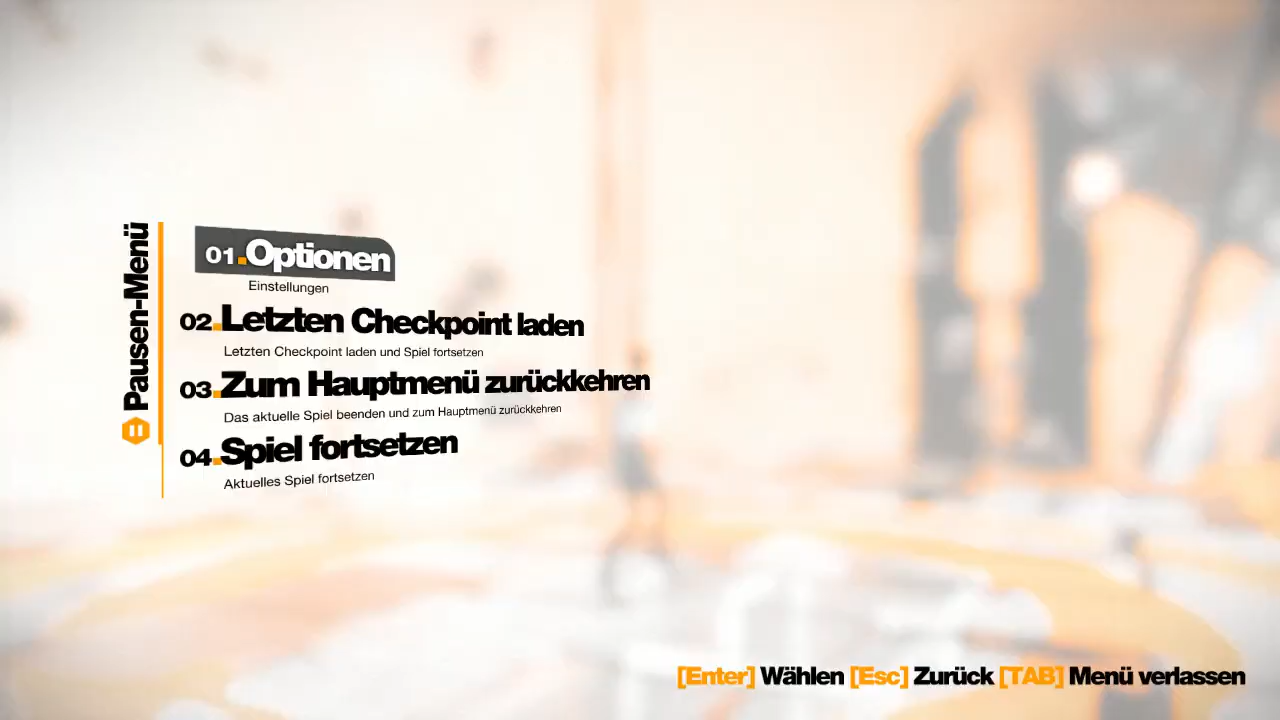 Pausen-Menü
01.Optionen
Einstellungen
02.Letzten Checkpoint laden
Letzten Checkpoint laden und Spiel fortsetzen
03.Zum Hauptmenü zurückkehren
Das aktuelle Spiel beenden und zum Hauptmenü zurückkehren
04.Spiel fortsetzen
Aktuelles Spiel fortsetzen
[Enter] Wählen [Esc] Zurück [TAB] Menü verlassen